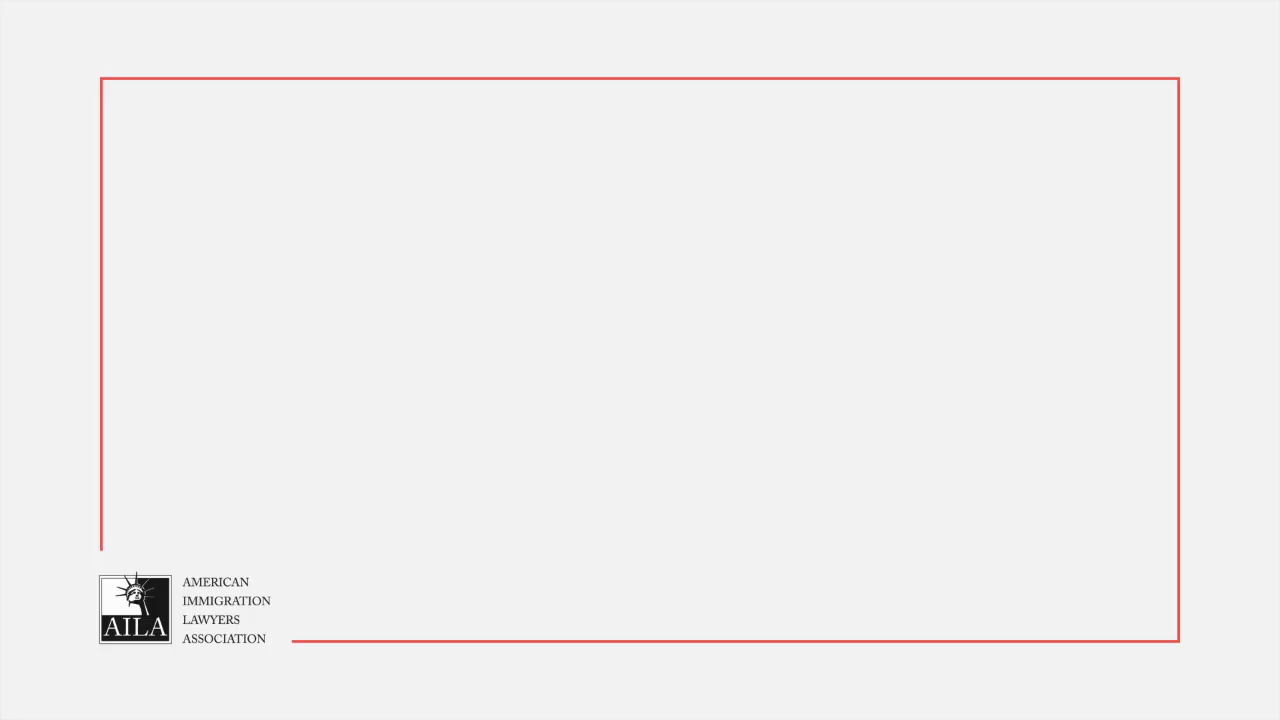 AILA
AMERICAN
IMMIGRATION
LAWYERS
ASSOCIATION